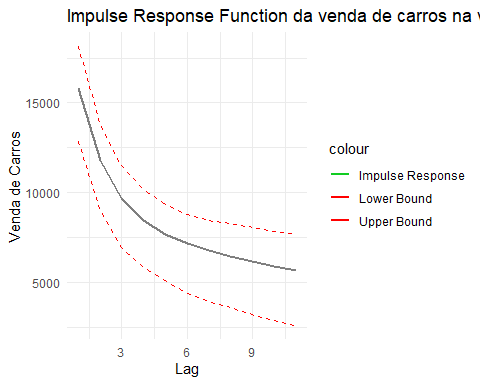 Impulse Response Function da venda de carros na
Venda de Carros
15000
10000
5000
3
6
9
Lag
colour
Impulse Response
Lower Bound
Upper Bound